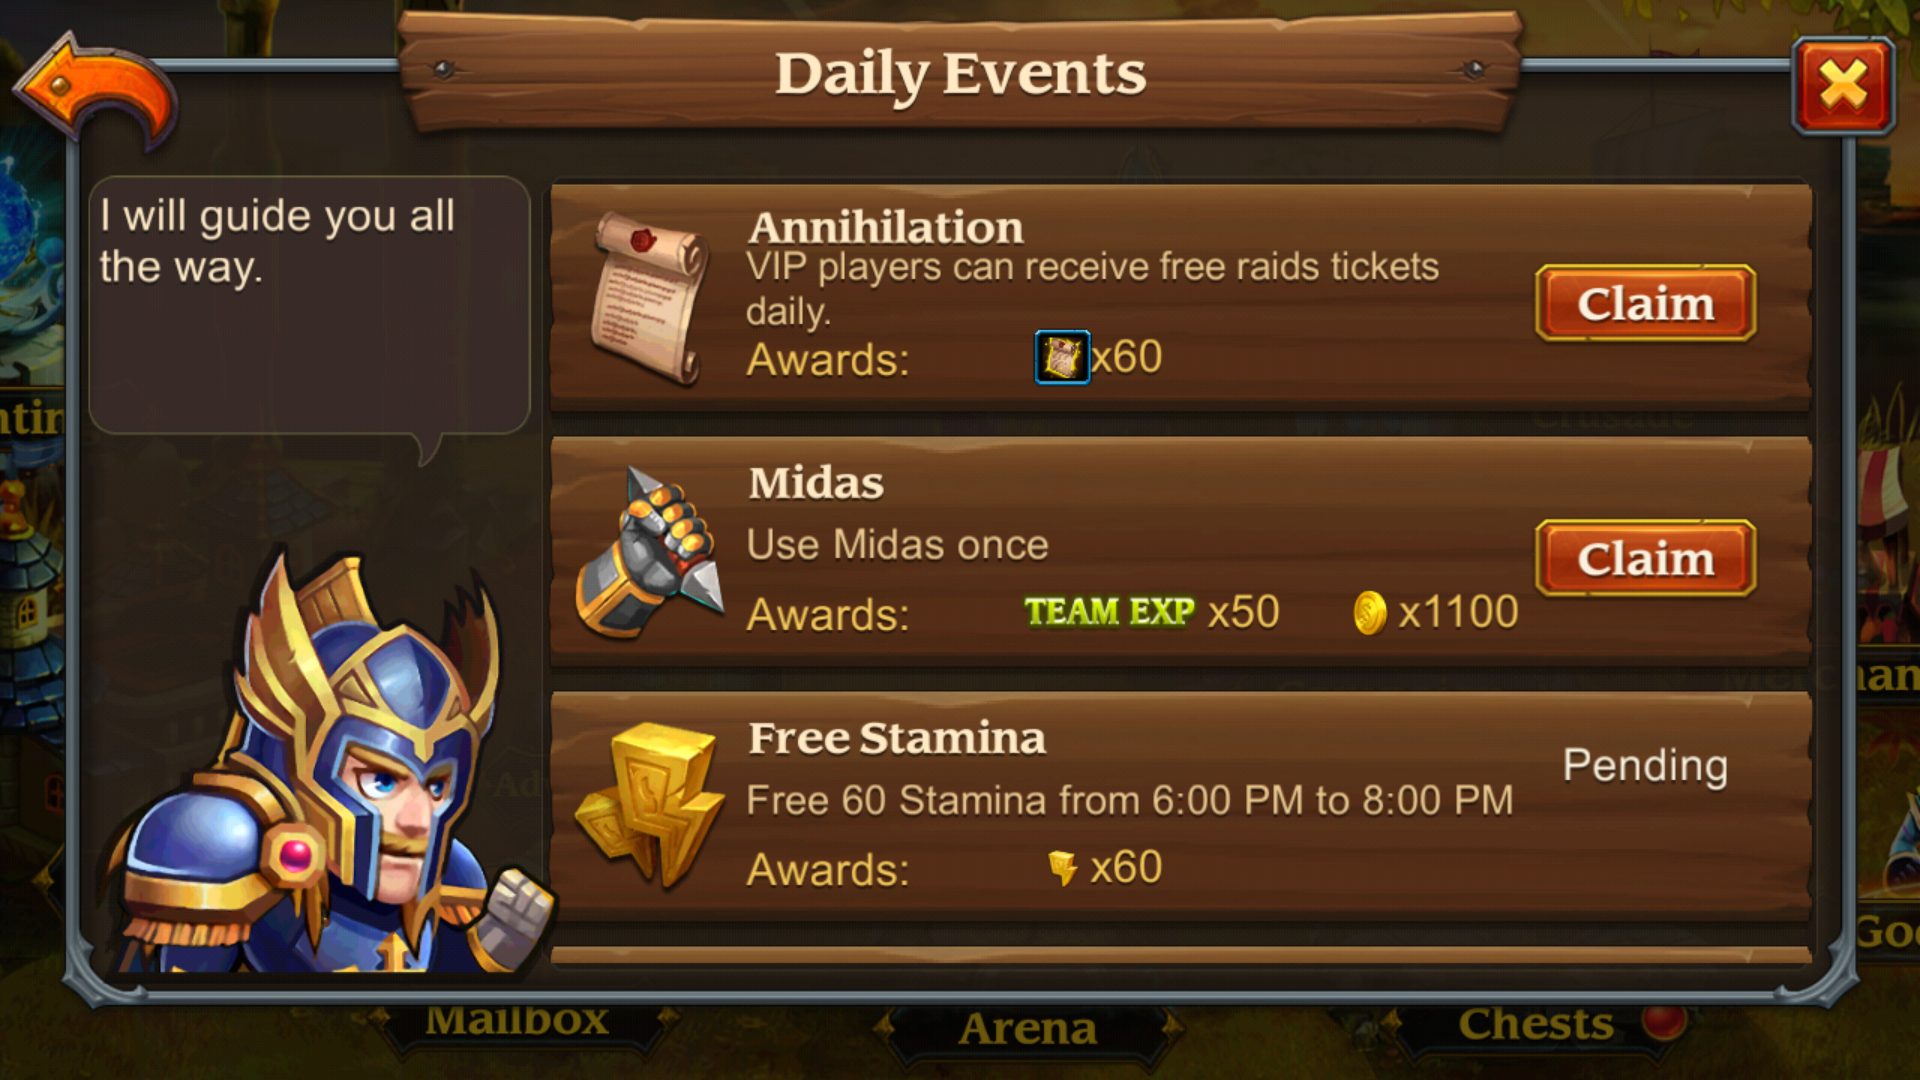 Daily Events
I will guide you all
the way.
Annihilation
VIP players can receive free raids tickets
daily.
Awards: x60
Claim
Midas
Use Midas once
Awards: TEAM EXP x50 x1100
Claim
Free Stamina
Free 60 Stamina from 6:00 PM to 8:00 PM
Awards: x60
Pending
Mailbox
Arena
Chests